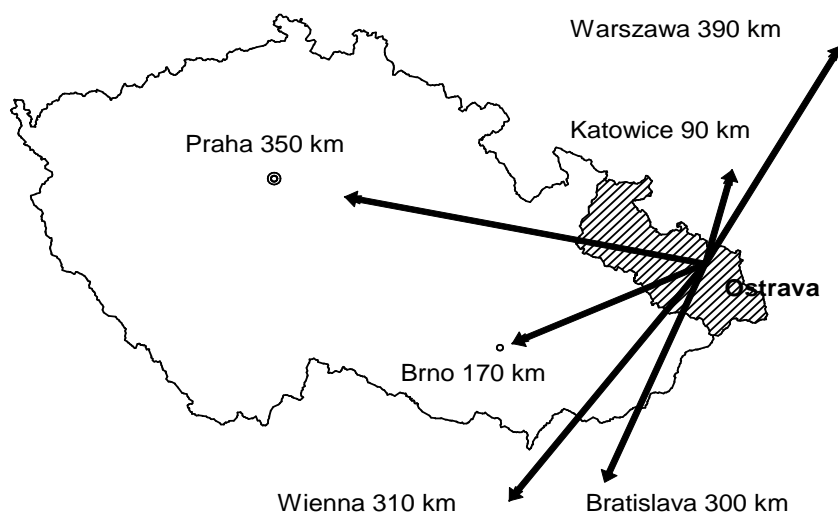 Warszawa 390 km
Katowice 90 km
Praha 350 km
Ostrava
Brno 170 km
Wienna 310 km
Bratislava 300 km